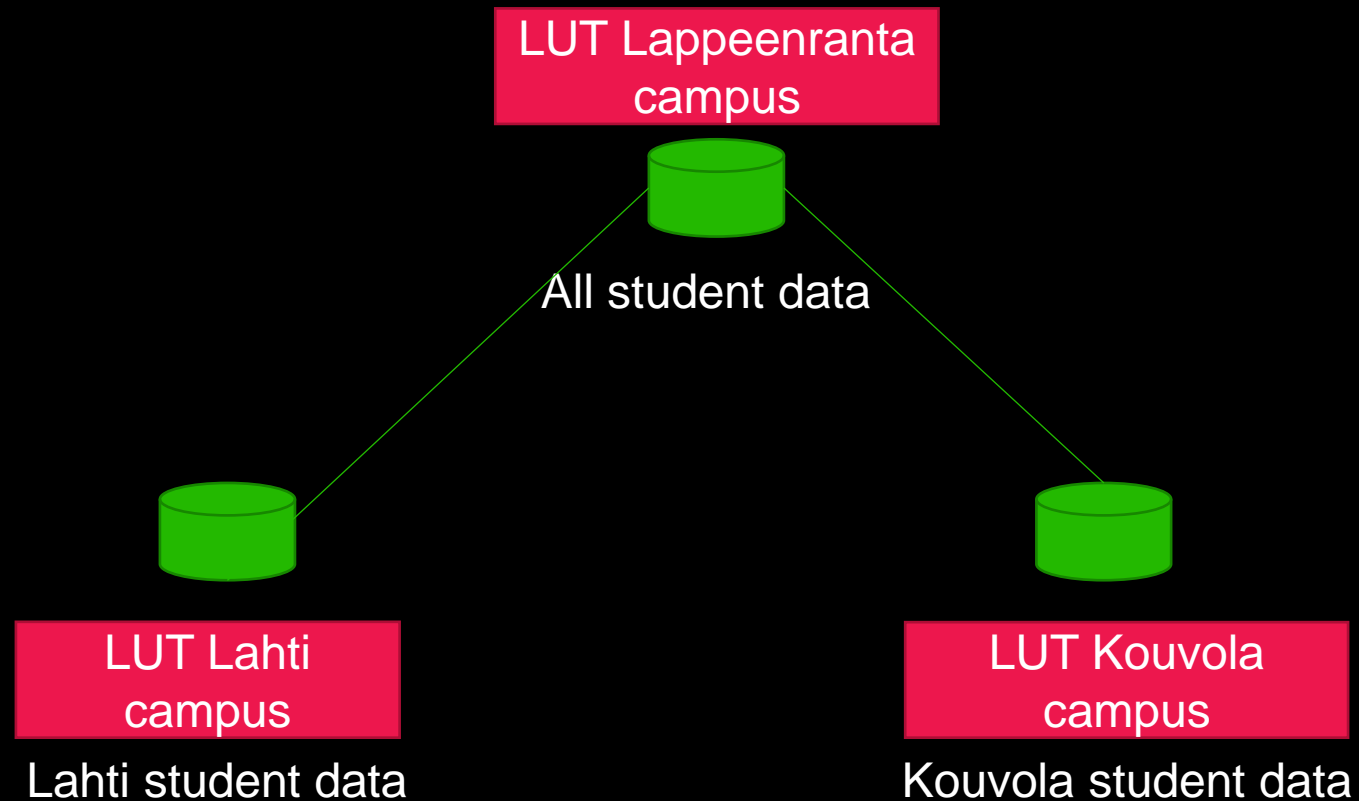 LUT Lappeenranta
campus
All student data
LUT Lahti
campus
Lahti student data
LUT Kouvola
campus
Kouvola student data